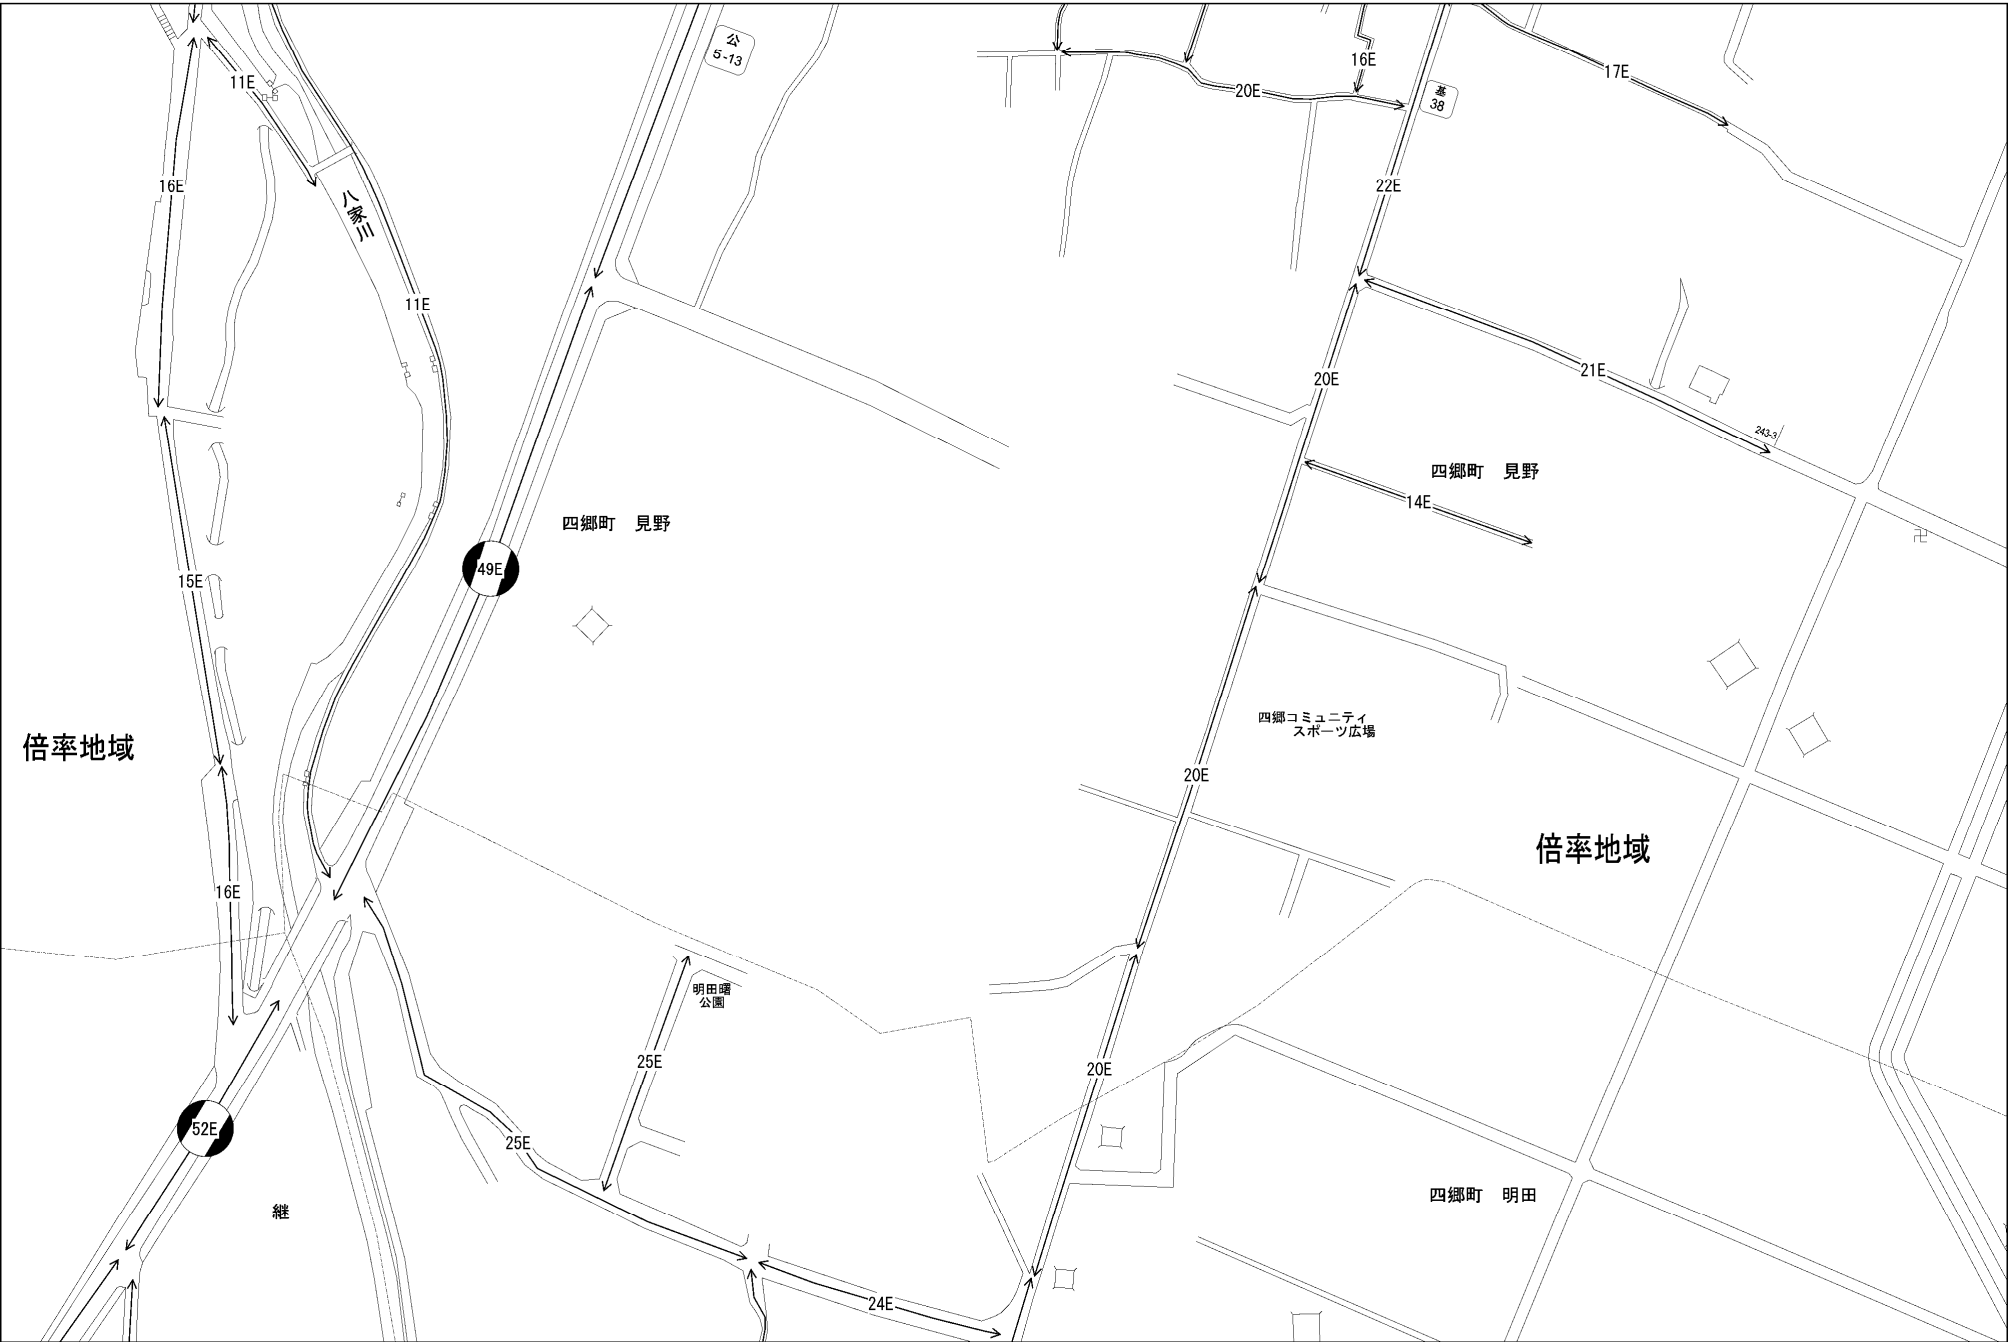 公
5-13
16E
17E
11E
20E
基
38
16E
22E
八家川
11E
21E
20E
243-3
四郷町 見野
14E
四郷町 見野
49E
15E
四郷コミュニティ
スポーツ広場
倍率地域
20E
倍率地域
16E
明田曙
公園
25E
20E
52E
25E
四郷町 明田
継
24E